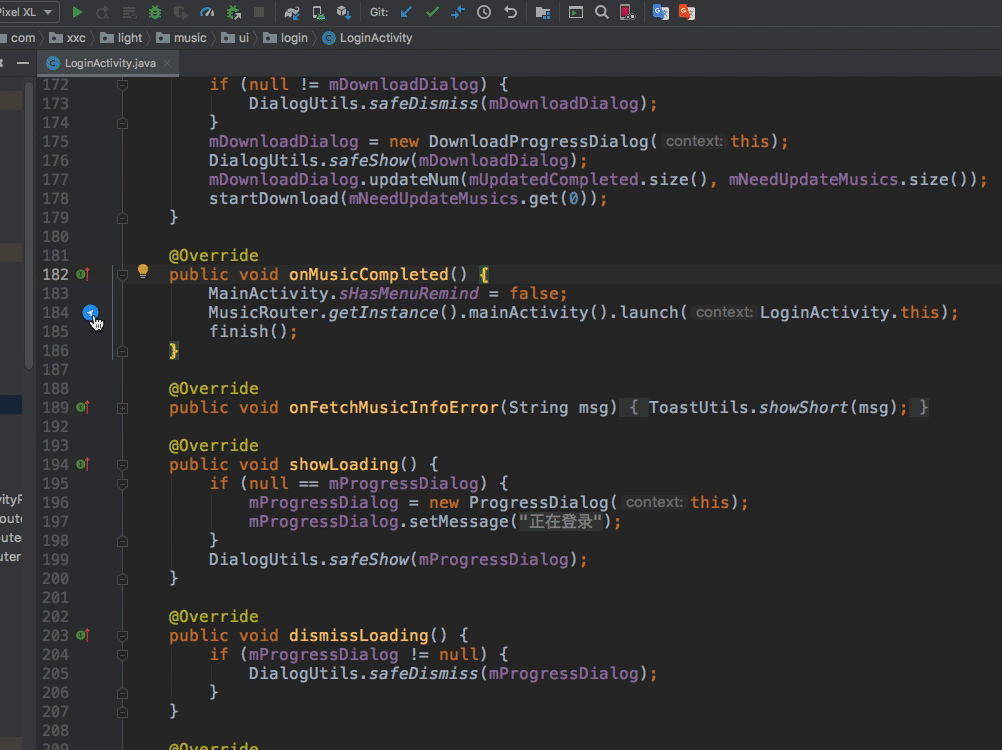 Pixel XL Git:
com xxc light music ui login LoginActivity
LoginActivity.java
172 if (null != mDownloadDialog) {
173 DialogUtils.safeDismiss(mDownloadDialog);
174 }
175 mDownloadDialog = new DownloadProgressDialog( context: this);
176 DialogUtils.safeShow(mDownloadDialog);
177 mDownloadDialog.updateNum(mUpdatedCompleted.size(), mNeedUpdateMusics.size());
178 startDownload(mNeedUpdateMusics.get(0));
179 }
180
181 @Override
182 public void onMusicCompleted() {
183 MainActivity.sHasMenuRemind = false;
184 MusicRouter.getInstance().mainActivity().launch( context: LoginActivity.this);
185 finish();
186 }
187
188 @Override
189 public void onFetchMusicInfoError(String msg) { ToastUtils.showShort(msg); }
192
193 @Override
194 public void showLoading() {
195 if (null == mProgressDialog) {
196 mProgressDialog = new ProgressDialog( context: this);
197 mProgressDialog.setMessage("正在登录");
198 }
199 DialogUtils.safeShow(mProgressDialog);
200 }
201
202 @Override
203 public void dismissLoading() {
204 if (mProgressDialog != null) {
205 DialogUtils.safeDismiss(mProgressDialog);
206 }
207 }
208
209 @Override